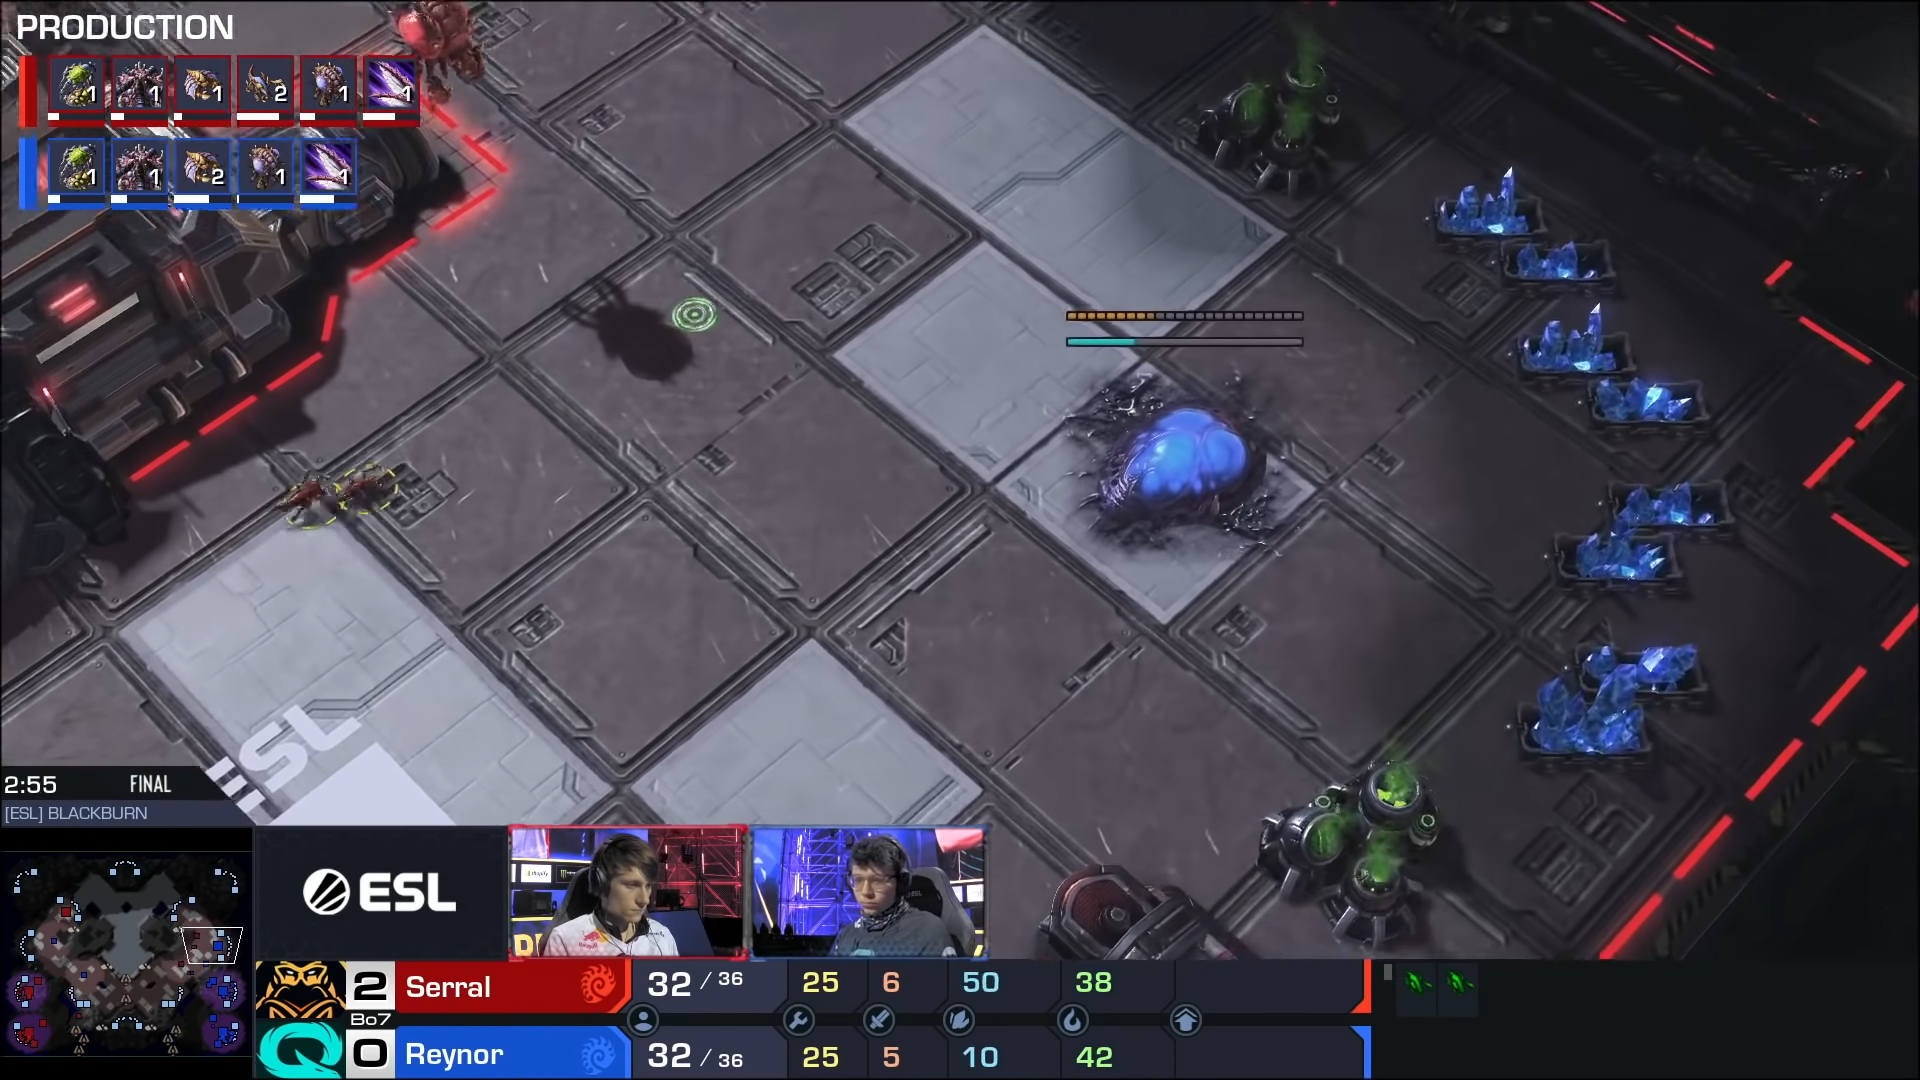 PRODUCTION
1 1 1 2 1 1
1 1 2 1 1
ESL
2:55 FINAL
[ESL] BLACKBURN
ESL
2 Serral 32 / 36 25 6 50 38
Bo7
0 Reynor 32 / 36 25 5 10 42